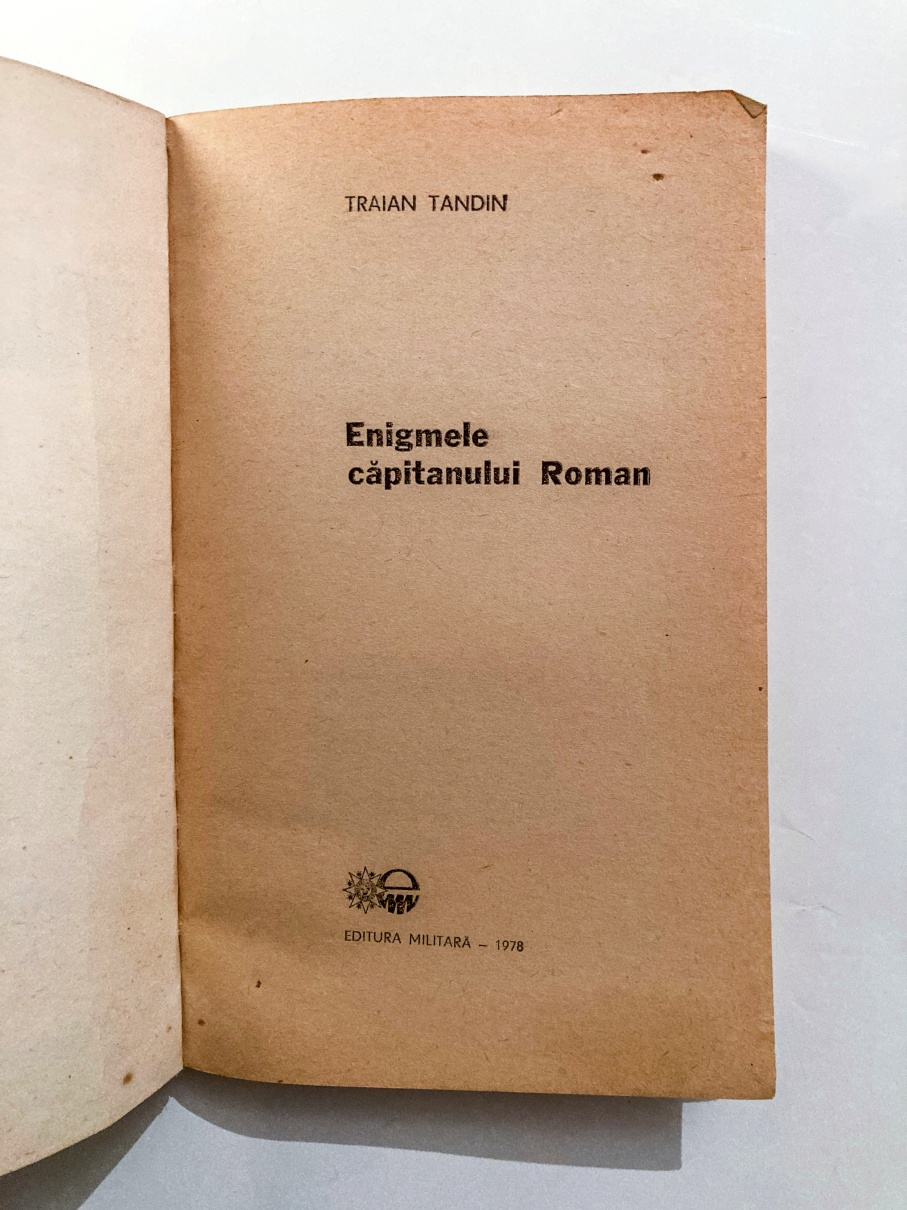 TRAIAN TANDIN
Enigmele
căpitanului Roman
EDITURA MILITARĂ – 1978